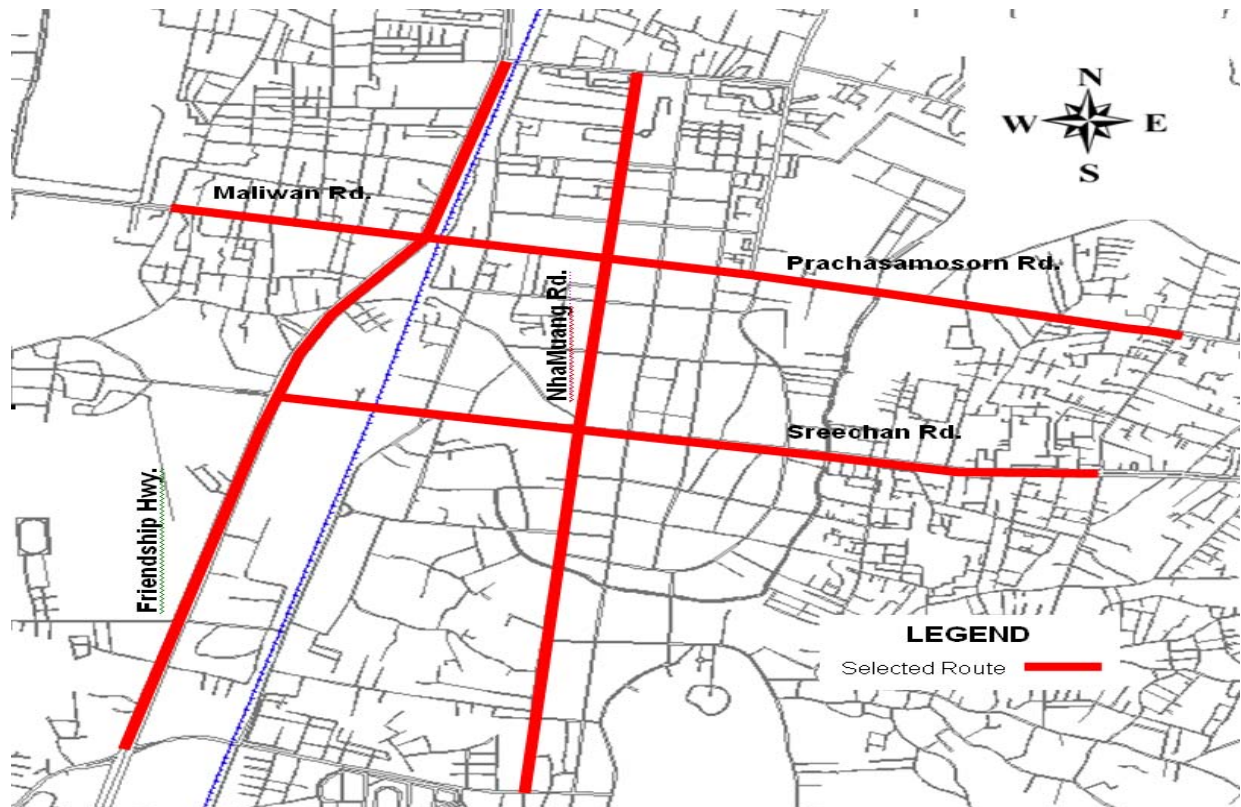 N
W E
S
Maliwan Rd.
Prachasamosorn Rd.
NhaMuang Rd.
Sreechan Rd.
Friendship Hwy.
LEGEND
Selected Route